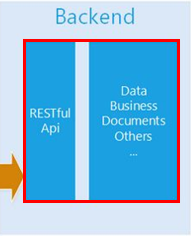 Backend
RESTful
Api
Data
Business
Documents
Others
...